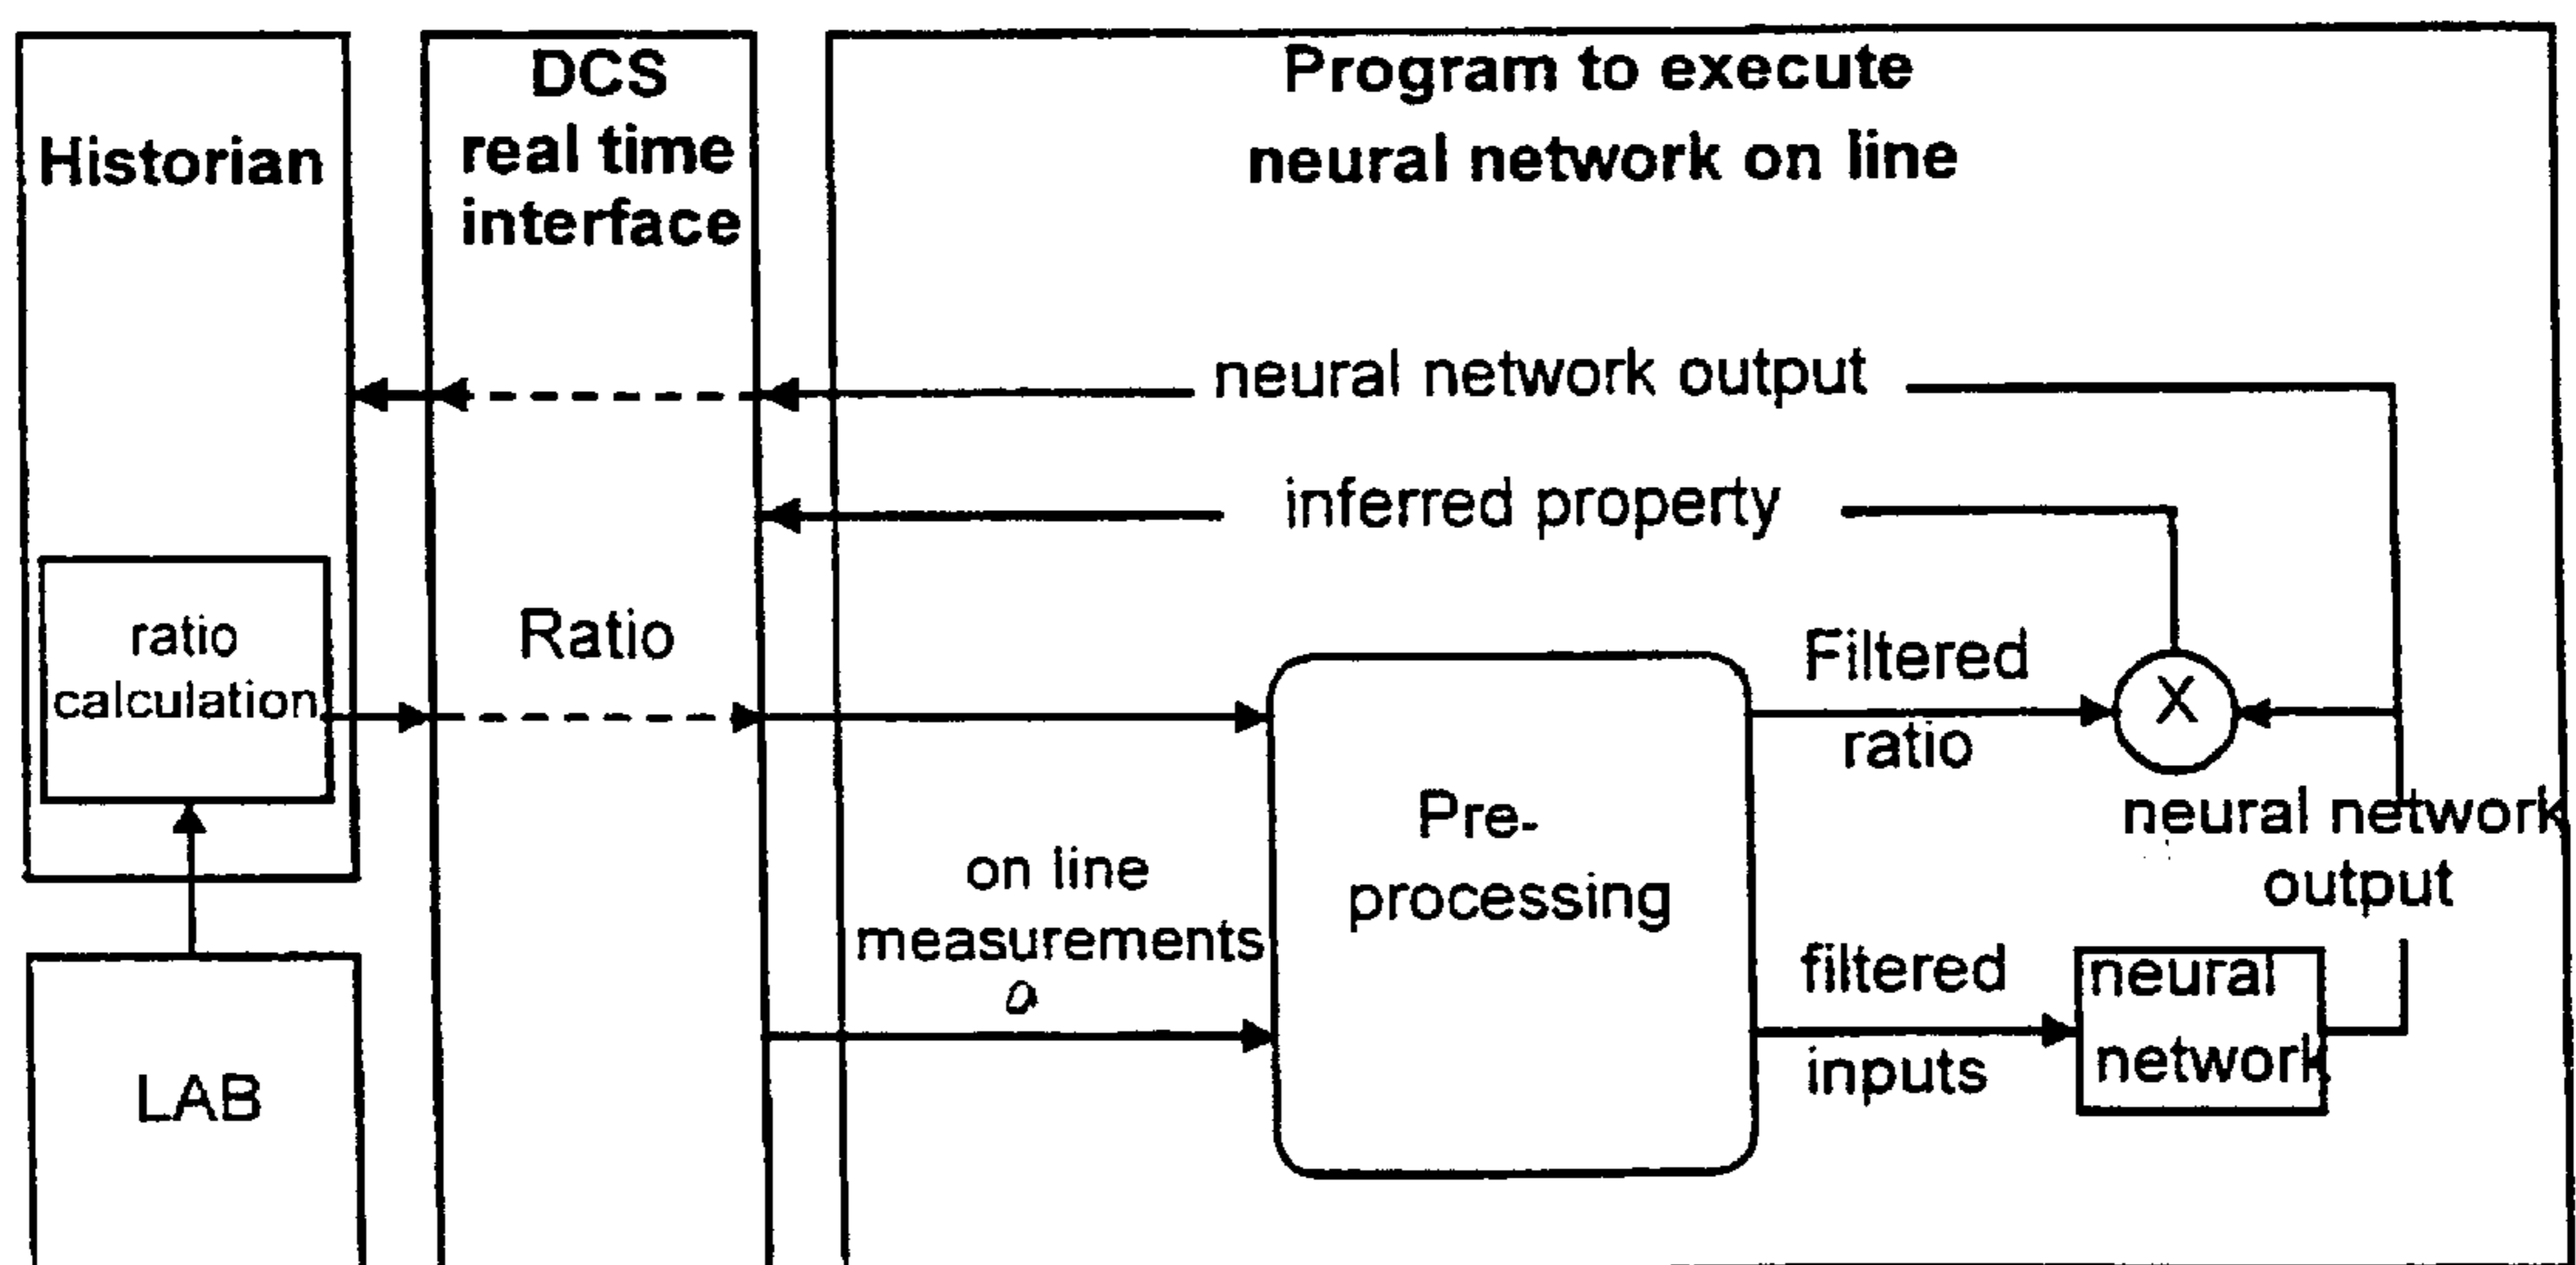 Historian
DCS
real time
interface
Program to execute
neural network on line
neural network output
inferred property
ratio
calculation
Ratio
Filtered
ratio
X
Pre-
processing
on line
measurements
neural network
output
filtered
inputs
neural
network
LAB